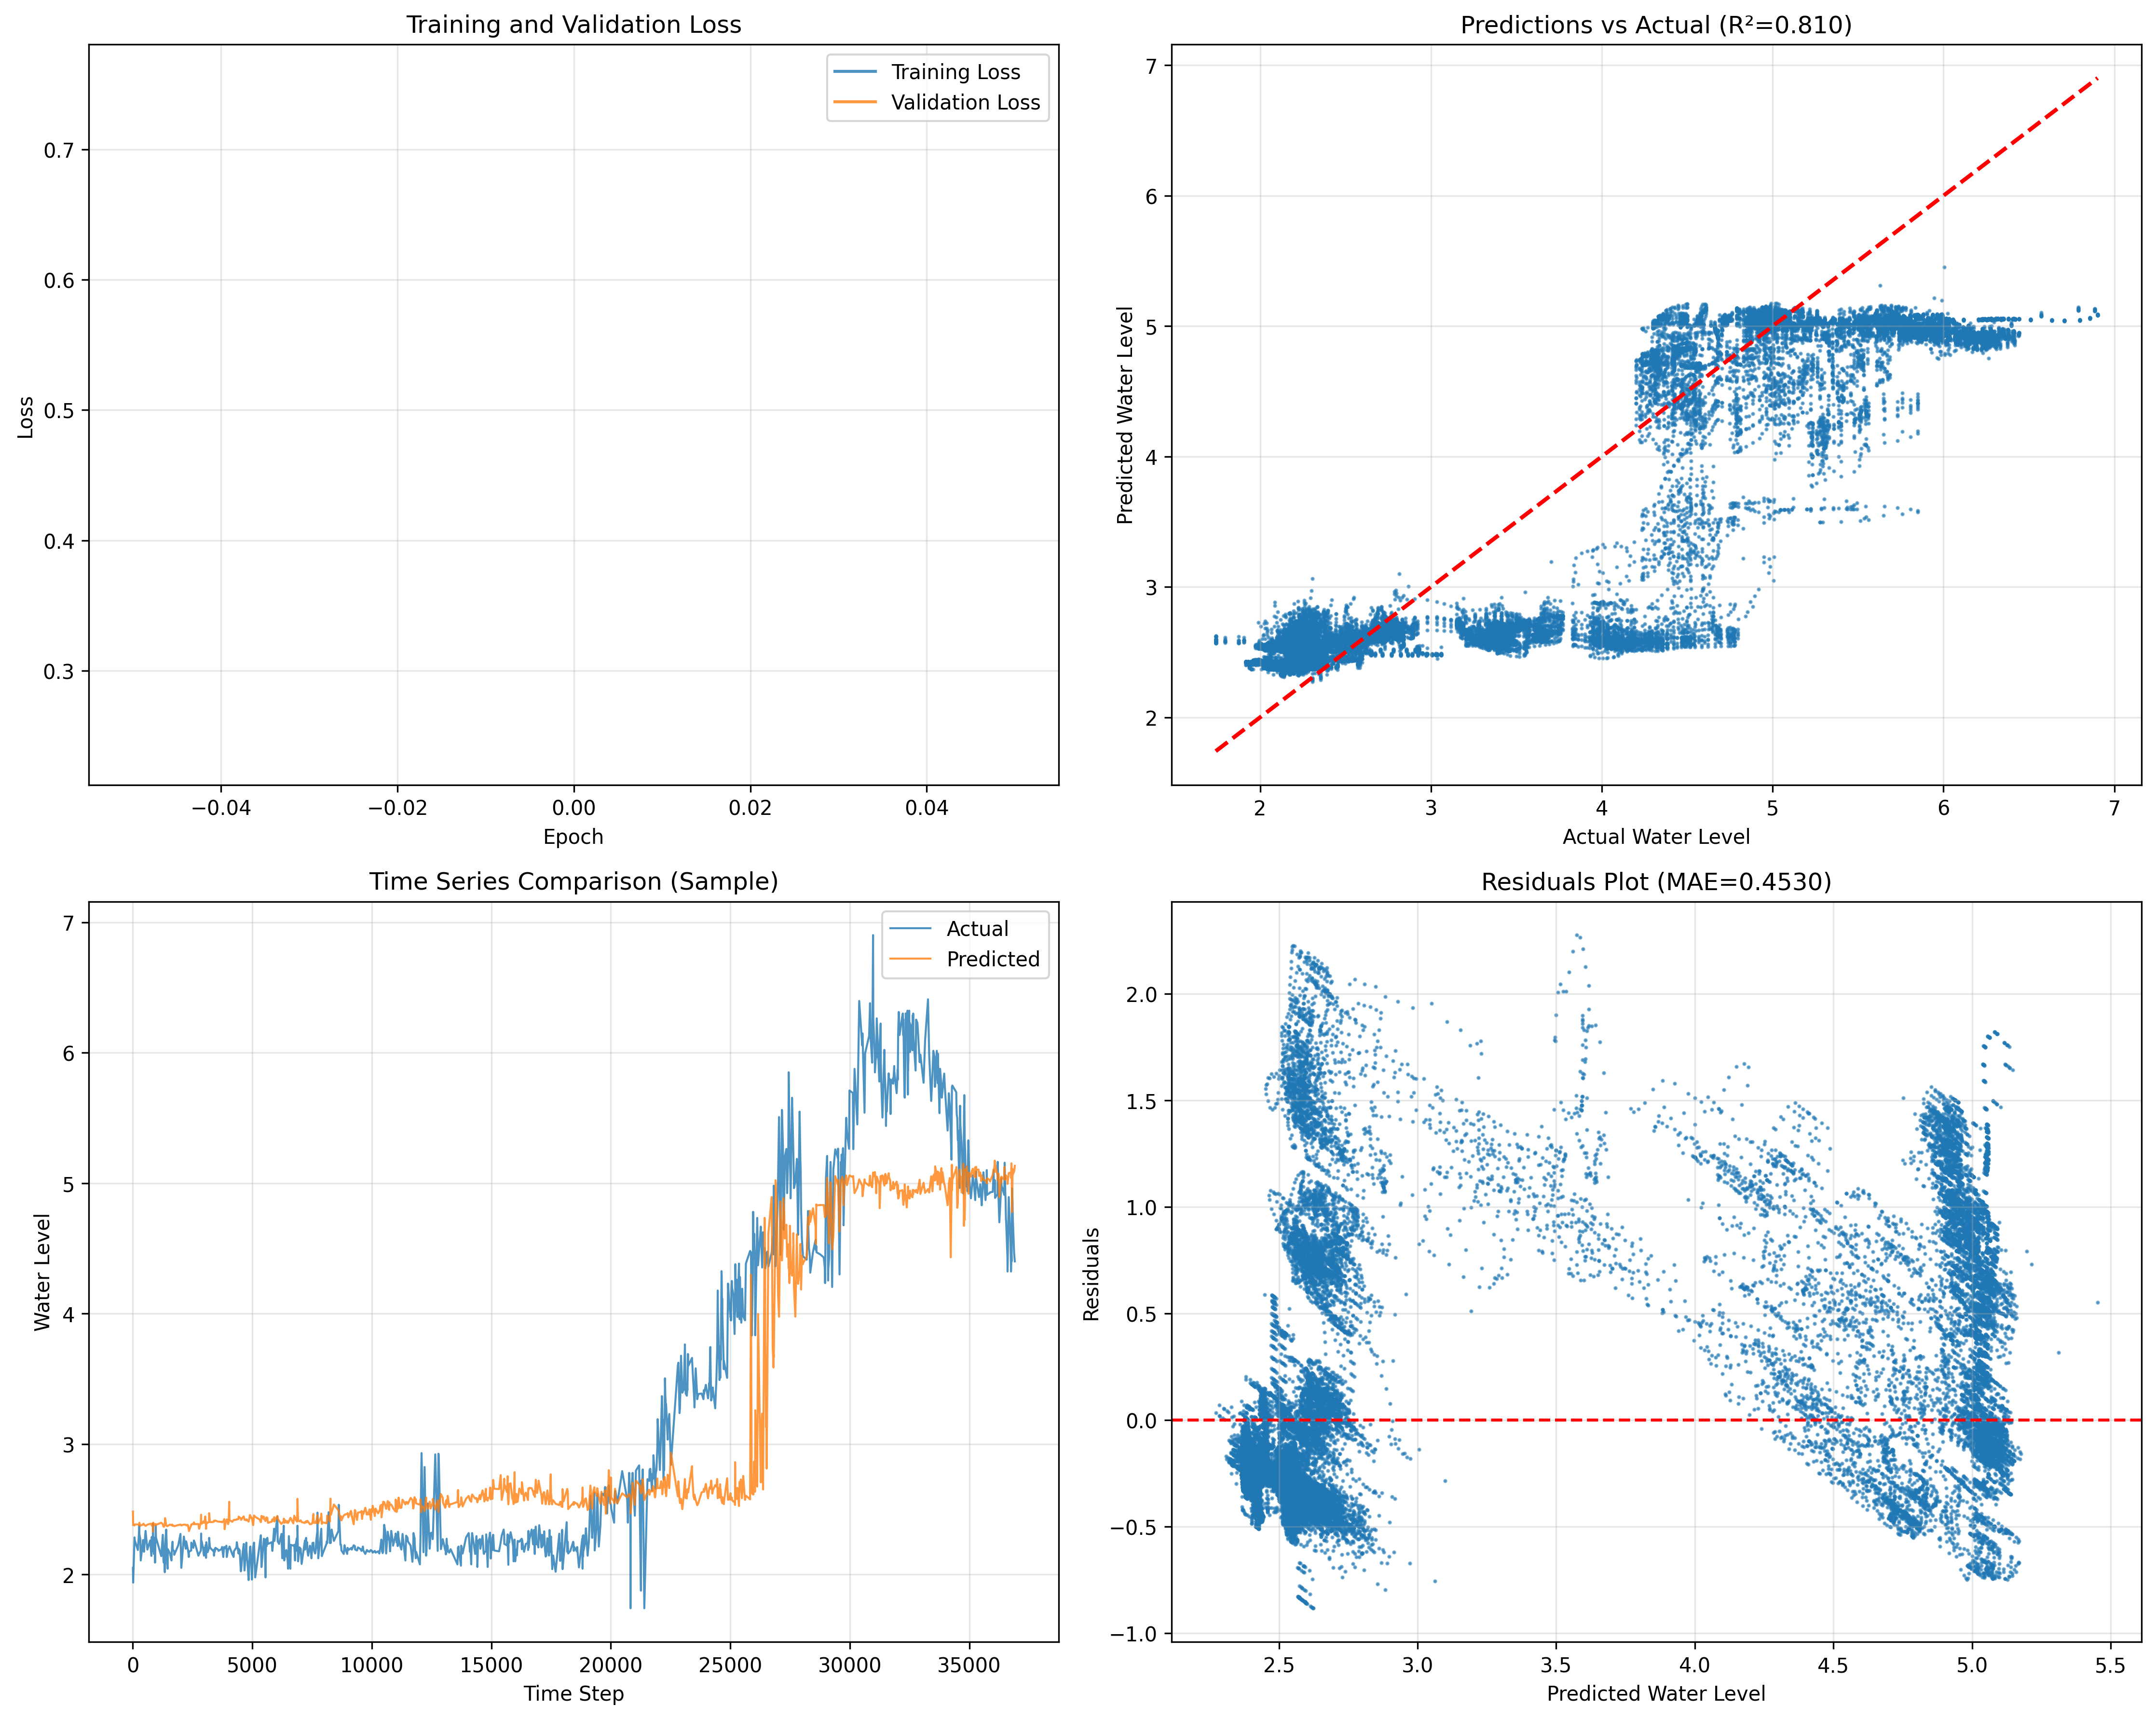 Training and Validation Loss
Training Loss
Validation Loss
Loss
0.7
0.6
0.5
0.4
0.3
−0.04 −0.02 0.00 0.02 0.04
Epoch
Predictions vs Actual (R²=0.810)
Predicted Water Level
7
6
5
4
3
2
2 3 4 5 6 7
Actual Water Level
Time Series Comparison (Sample)
Actual
Predicted
Water Level
7
6
5
4
3
2
0 5000 10000 15000 20000 25000 30000 35000
Time Step
Residuals Plot (MAE=0.4530)
Residuals
2.0
1.5
1.0
0.5
0.0
−0.5
−1.0
2.5 3.0 3.5 4.0 4.5 5.0 5.5
Predicted Water Level